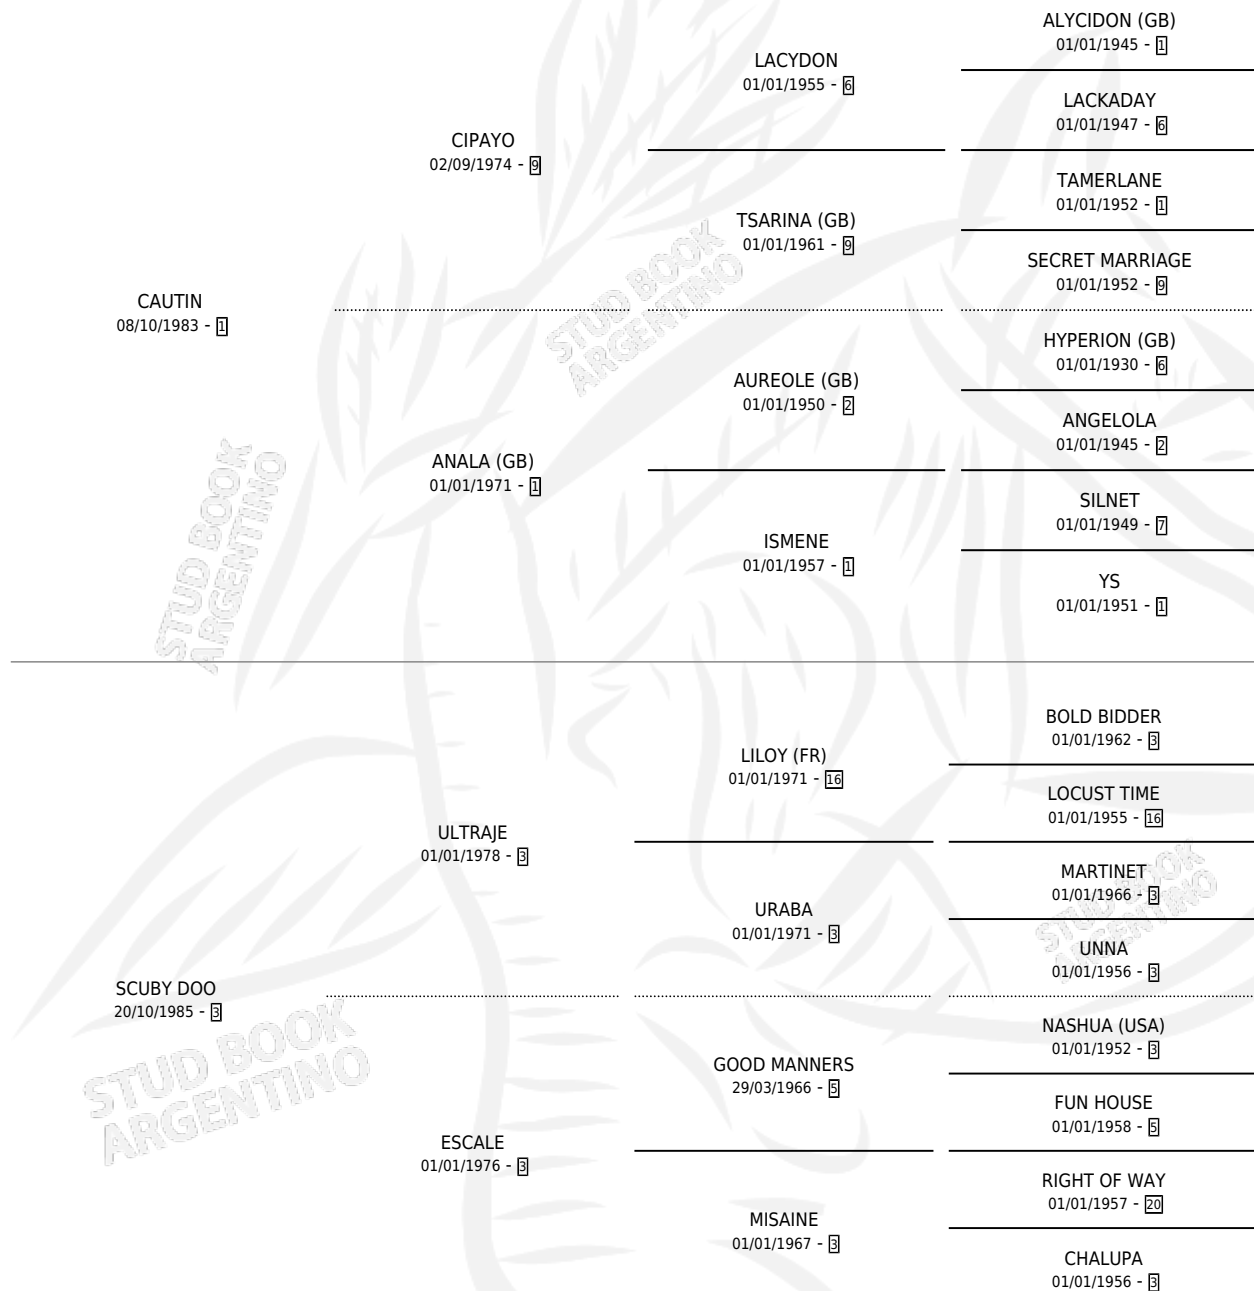 ALYCIDON (GB)
01/01/1945 - 1
LACYDON
01/01/1955 - 6
LACKADAY
01/01/1947 - 6
CIPAYO
02/09/1974 - 9
TAMERLANE
01/01/1952 - 1
TSARINA (GB)
01/01/1961 - 9
SECRET MARRIAGE
01/01/1952 - 9
CAUTIN
08/10/1983 - 1
STUD BOOK
ARGENTINO
HYPERION (GB)
01/01/1930 - 6
AUREOLE (GB)
01/01/1950 - 2
ANGELOLA
01/01/1945 - 2
ANALA (GB)
01/01/1971 - 1
SILNET
01/01/1949 - 7
ISMENE
01/01/1957 - 1
YS
01/01/1951 - 1
STUD BOOK
ARGENTINO
BOLD BIDDER
01/01/1962 - 3
LILOY (FR)
01/01/1971 - 16
LOCUST TIME
01/01/1955 - 16
ULTRAJE
01/01/1978 - 3
MARTINET
01/01/1966 - 3
URABA
01/01/1971 - 3
UNNA
01/01/1956 - 3
STUD BOOK
ARGENTINO
SCUBY DOO
20/10/1985 - 3
NASHUA (USA)
01/01/1952 - 3
GOOD MANNERS
29/03/1966 - 5
FUN HOUSE
01/01/1958 - 5
STUD BOOK
ARGENTINO
ESCALE
01/01/1976 - 3
RIGHT OF WAY
01/01/1957 - 20
MISAINE
01/01/1967 - 3
CHALUPA
01/01/1956 - 3